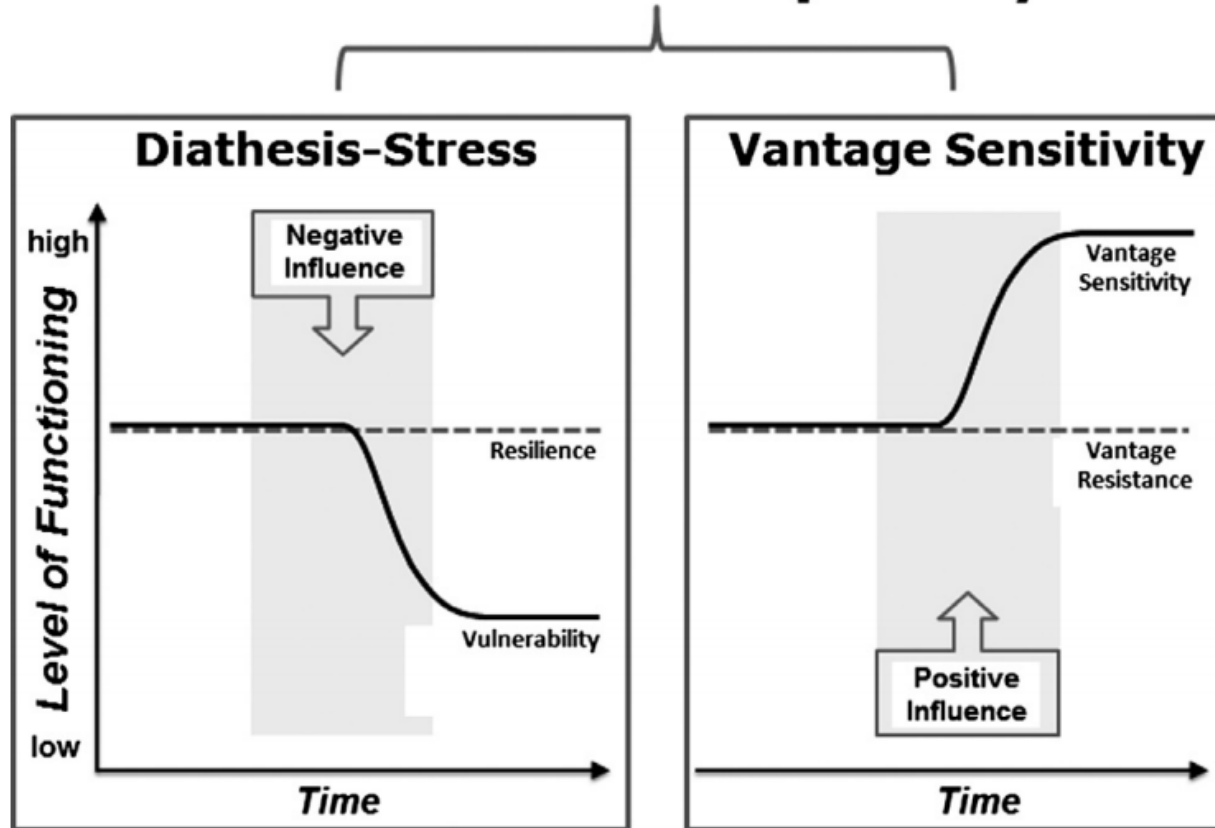 Diathesis-Stress
high
Level of Functioning
low
Negative
Influence
Resilience
Vulnerability
Time
Vantage Sensitivity
Vantage
Sensitivity
Vantage
Resistance
Positive
Influence
Time